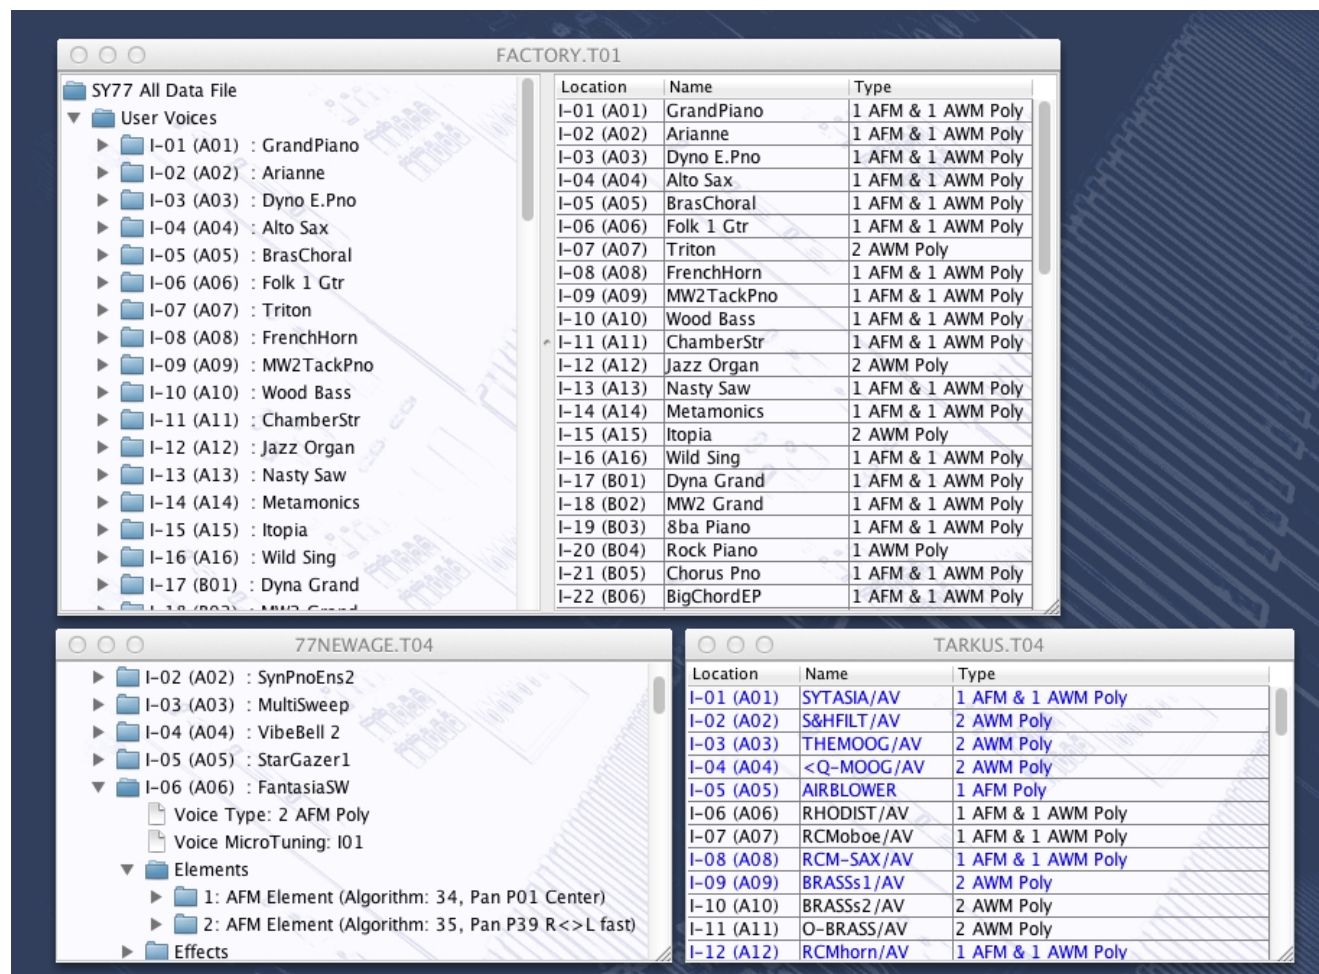 FACTORY.T01
SY77 All Data File
User Voices
I-01 (A01) : GrandPiano
I-02 (A02) : Arianne
I-03 (A03) : Dyno E.Pno
I-04 (A04) : Alto Sax
I-05 (A05) : BrasChoral
I-06 (A06) : Folk 1 Gtr
I-07 (A07) : Triton
I-08 (A08) : FrenchHorn
I-09 (A09) : MW2TackPno
I-10 (A10) : Wood Bass
I-11 (A11) : ChamberStr
I-12 (A12) : Jazz Organ
I-13 (A13) : Nasty Saw
I-14 (A14) : Metamonics
I-15 (A15) : Itopia
I-16 (A16) : Wild Sing
I-17 (B01) : Dyna Grand
I-18 (B02) : MW2 Grand
Location Name Type
I-01 (A01) GrandPiano 1 AFM & 1 AWM Poly
I-02 (A02) Arianne 1 AFM & 1 AWM Poly
I-03 (A03) Dyno E.Pno 1 AFM & 1 AWM Poly
I-04 (A04) Alto Sax 1 AFM & 1 AWM Poly
I-05 (A05) BrasChoral 1 AFM & 1 AWM Poly
I-06 (A06) Folk 1 Gtr 1 AFM & 1 AWM Poly
I-07 (A07) Triton 2 AWM Poly
I-08 (A08) FrenchHorn 1 AFM & 1 AWM Poly
I-09 (A09) MW2TackPno 1 AFM & 1 AWM Poly
I-10 (A10) Wood Bass 1 AFM & 1 AWM Poly
I-11 (A11) ChamberStr 1 AFM & 1 AWM Poly
I-12 (A12) Jazz Organ 2 AWM Poly
I-13 (A13) Nasty Saw 1 AFM & 1 AWM Poly
I-14 (A14) Metamonics 1 AFM & 1 AWM Poly
I-15 (A15) Itopia 2 AWM Poly
I-16 (A16) Wild Sing 1 AFM & 1 AWM Poly
I-17 (B01) Dyna Grand 1 AFM & 1 AWM Poly
I-18 (B02) MW2 Grand 1 AFM & 1 AWM Poly
I-19 (B03) 8ba Piano 1 AFM & 1 AWM Poly
I-20 (B04) Rock Piano 1 AWM Poly
I-21 (B05) Chorus Pno 1 AFM & 1 AWM Poly
I-22 (B06) BigChordEP 1 AFM & 1 AWM Poly
77NEWAGE.T04
I-02 (A02) : SynPnoEns2
I-03 (A03) : MultiSweep
I-04 (A04) : VibeBell 2
I-05 (A05) : StarGazer1
I-06 (A06) : FantasiaSW
Voice Type: 2 AFM Poly
Voice MicroTuning: I01
Elements
1: AFM Element (Algorithm: 34, Pan P01 Center)
2: AFM Element (Algorithm: 35, Pan P39 R<>L fast)
Effects
TARKUS.T04
Location Name Type
I-01 (A01) SYTASIA/AV 1 AFM & 1 AWM Poly
I-02 (A02) S&HFILT/AV 2 AWM Poly
I-03 (A03) THEMOOG/AV 2 AWM Poly
I-04 (A04) <Q-MOOG/AV 2 AWM Poly
I-05 (A05) AIRBLOWER 1 AFM Poly
I-06 (A06) RHODIST/AV 1 AFM & 1 AWM Poly
I-07 (A07) RCMoboe/AV 1 AFM & 1 AWM Poly
I-08 (A08) RCM-SAX/AV 1 AFM & 1 AWM Poly
I-09 (A09) BRASSs1/AV 2 AWM Poly
I-10 (A10) BRASSs2/AV 2 AWM Poly
I-11 (A11) O-BRASS/AV 2 AWM Poly
I-12 (A12) RCMhorn/AV 1 AFM & 1 AWM Poly